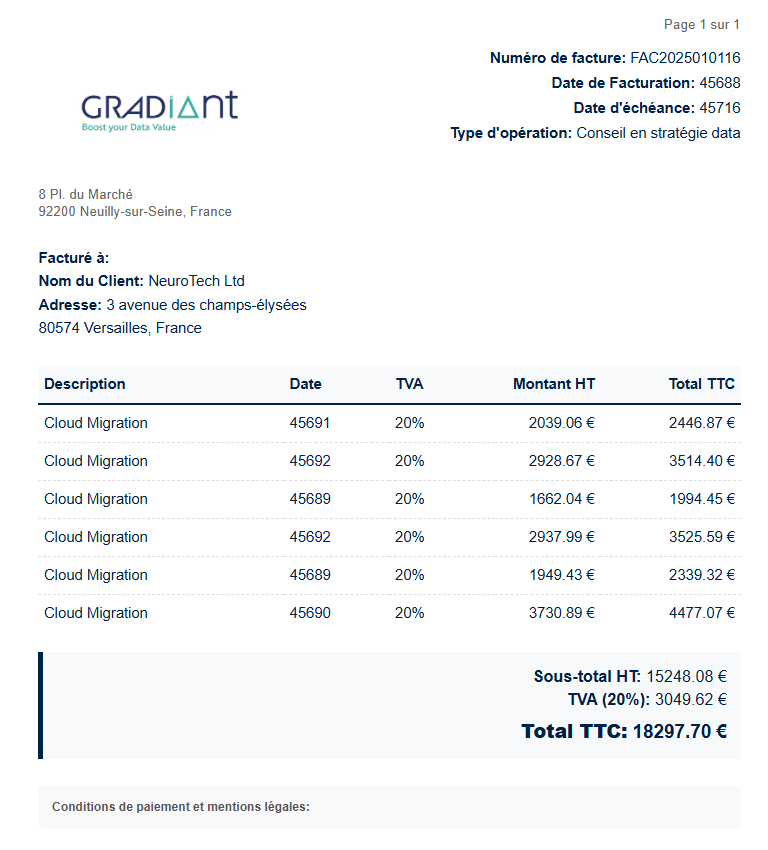 Page 1 sur 1
Numéro de facture: FAC2025010116
Date de Facturation: 45688
Date d'échéance: 45716
Type d'opération: Conseil en stratégie data
GRADIANT
Boost your Data Value
8 Pl. du Marché
92200 Neuilly-sur-Seine, France
Facturé à:
Nom du Client: NeuroTech Ltd
Adresse: 3 avenue des champs-élysées
80574 Versailles, France
Description Date TVA Montant HT Total TTC
Cloud Migration 45691 20% 2039.06 € 2446.87 €
Cloud Migration 45692 20% 2928.67 € 3514.40 €
Cloud Migration 45689 20% 1662.04 € 1994.45 €
Cloud Migration 45692 20% 2937.99 € 3525.59 €
Cloud Migration 45689 20% 1949.43 € 2339.32 €
Cloud Migration 45690 20% 3730.89 € 4477.07 €
Sous-total HT: 15248.08 €
TVA (20%): 3049.62 €
Total TTC: 18297.70 €
Conditions de paiement et mentions légales: